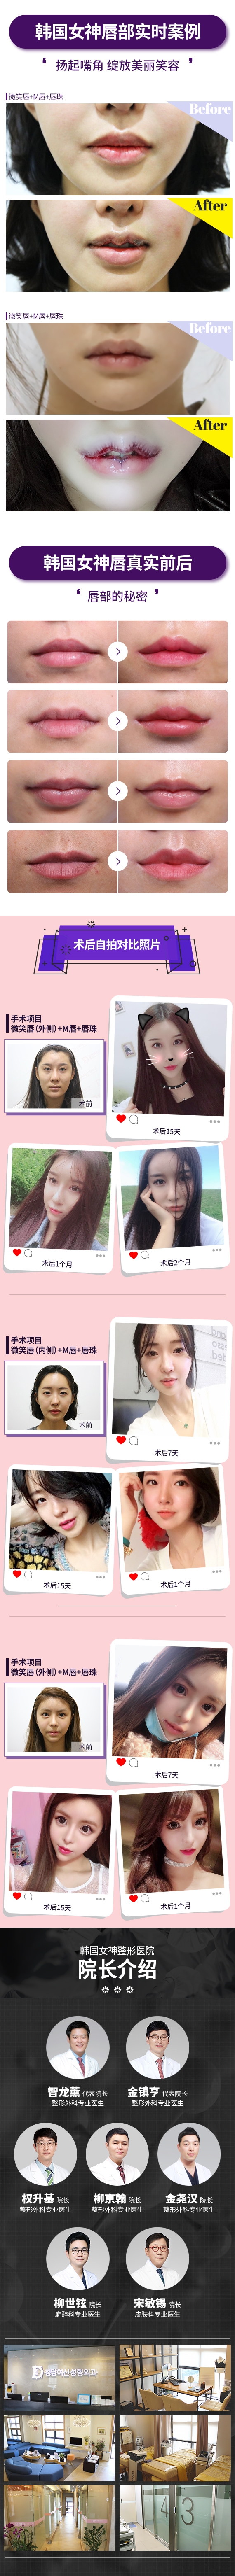 韩国女神唇部实时案例
扬起嘴角 绽放美丽笑容
微笑唇+M唇+唇珠
Before
After
微笑唇+M唇+唇珠
Before
After
韩国女神唇真实前后
唇部的秘密
术后自拍对比照片
手术项目
微笑唇（外侧）+M唇+唇珠
术前
术后15天
术后1个月
术后2个月
手术项目
微笑唇（内侧）+M唇+唇珠
术前
术后7天
术后15天
术后1个月
手术项目
微笑唇（外侧）+M唇+唇珠
术前
术后7天
术后15天
术后1个月
韩国女神整形医院
院长介绍
智龙薰 代表院长
整形外科专业医生
金镇亨 代表院长
整形外科专业医生
权升基 院长
整形外科专业医生
柳京翰 院长
整形外科专业医生
金尧汉 院长
整形外科专业医生
柳世铉 院长
麻醉科专业医生
宋敏锡 院长
皮肤科专业医生
청담여신성형외과
4
3